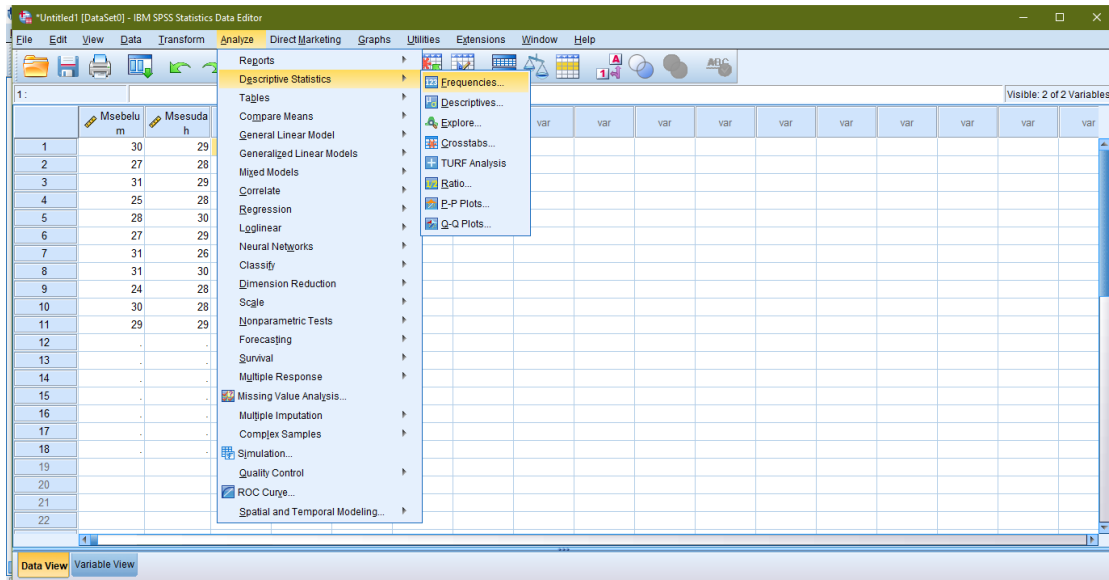 *Untitled1 [DataSet0] - IBM SPSS Statistics Data Editor
File Edit View Data Transform Analyze Direct Marketing Graphs Utilities Extensions Window Help
1 :
Visible: 2 of 2 Variables
Msebelu
m
Msesuda
h
var var var var var var var var
1 30 29
2 27 28
3 31 29
4 25 28
5 28 30
6 27 29
7 31 26
8 31 30
9 24 28
10 30 28
11 29 29
12 . .
13 . .
14 . .
15 . .
16 . .
17 . .
18 . .
19
20
21
22
Reports
Descriptive Statistics
Tables
Compare Means
General Linear Model
Generalized Linear Models
Mixed Models
Correlate
Regression
Loglinear
Neural Networks
Classify
Dimension Reduction
Scale
Nonparametric Tests
Forecasting
Survival
Multiple Response
Missing Value Analysis...
Multiple Imputation
Complex Samples
Simulation...
Quality Control
ROC Curve...
Spatial and Temporal Modeling...
Frequencies...
Descriptives...
Explore...
Crosstabs...
TURF Analysis
Ratio...
P-P Plots...
Q-Q Plots...
Data View Variable View